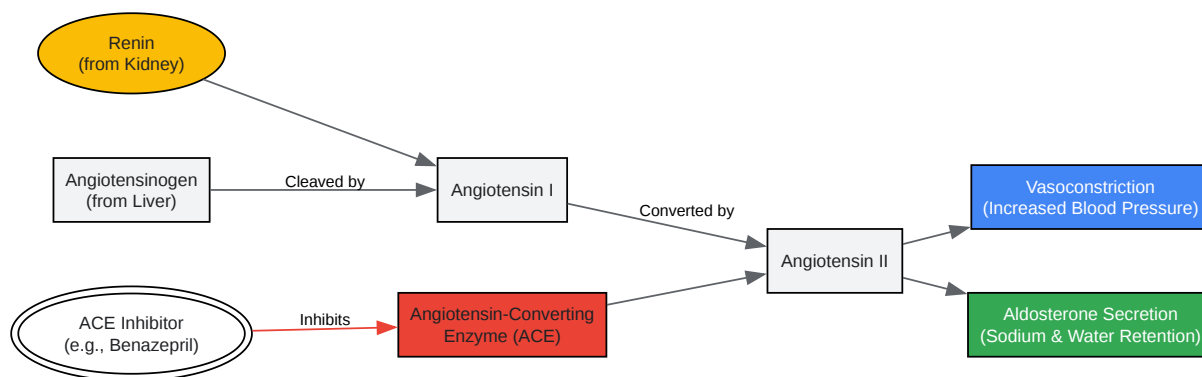 Renin
(from Kidney)
Angiotensinogen
(from Liver)
Cleaved by
Angiotensin I
Converted by
Angiotensin II
Vasoconstriction
(Increased Blood Pressure)
ACE Inhibitor
(e.g., Benazepril)
Inhibits
Angiotensin-Converting
Enzyme (ACE)
Aldosterone Secretion
(Sodium & Water Retention)